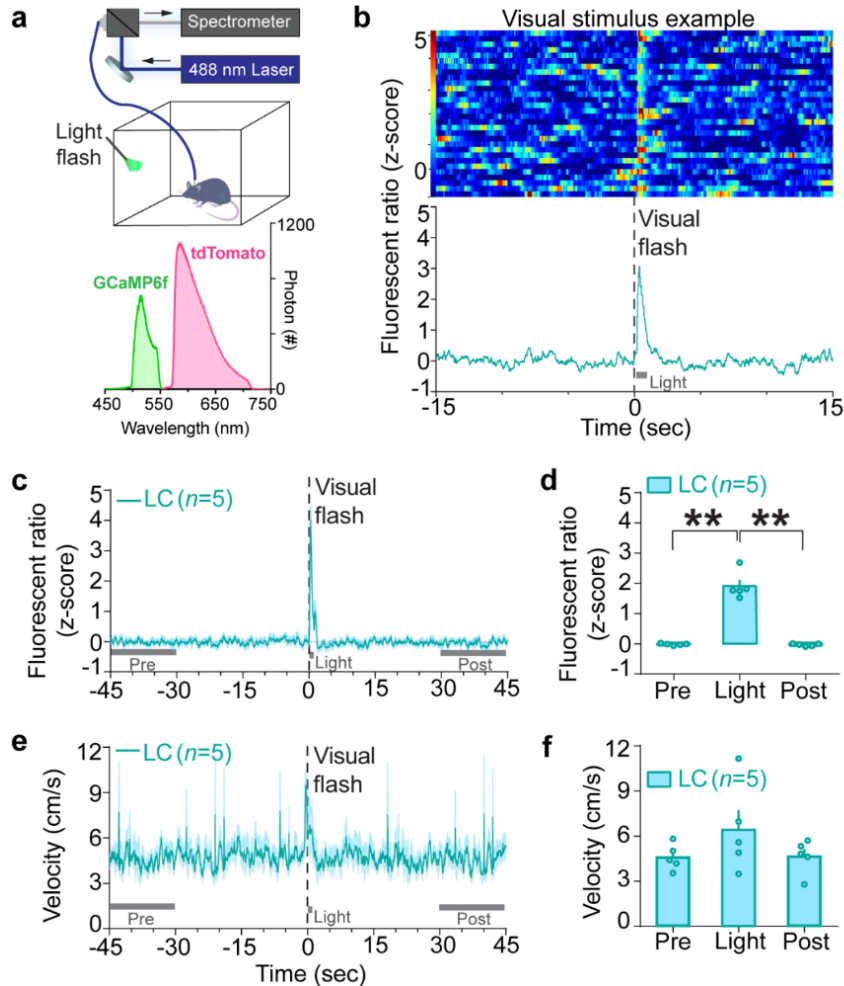 a
Spectrometer
488 nm Laser
Light
flash
1200
tdTomato
GCaMP6f
Photon (#)
0
450 550 650 750
Wavelength (nm)
b
Visual stimulus example
5
0
Fluorescent ratio (z-score)
5
4
3
2
1
0
-1
Visual
flash
Light
-15 0 15
Time (sec)
c
LC (n=5)
Visual
flash
Fluorescent ratio
(z-score)
5
4
3
2
1
0
-1
Pre
Light
Post
-45 -30 -15 0 15 30 45
d
LC (n=5)
Fluorescent ratio
(z-score)
5
4
3
2
1
0
-1
** **
Pre Light Post
e
LC (n=5)
Visual
flash
Velocity (cm/s)
12
9
6
3
0
Pre
Light
Post
-45 -30 -15 0 15 30 45
Time (sec)
f
LC (n=5)
Velocity (cm/s)
12
9
6
3
0
Pre Light Post